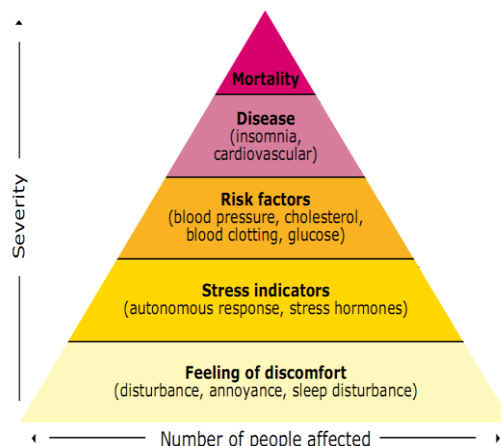 Mortality
Disease
(insomnia,
cardiovascular)
Risk factors
(blood pressure, cholesterol,
blood clotting, glucose)
Stress indicators
(autonomous response, stress hormones)
Feeling of discomfort
(disturbance, annoyance, sleep disturbance)
Severity
Number of people affected